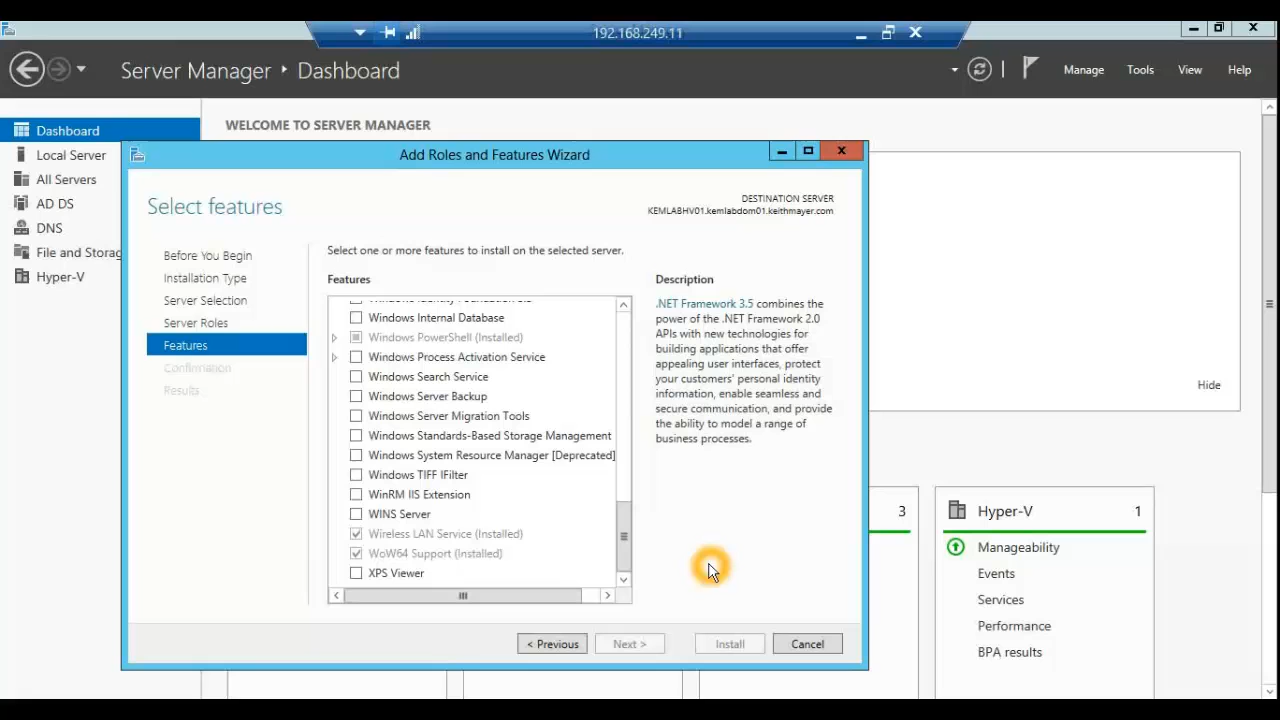 192.168.249.11
Server Manager ‣ Dashboard
Manage Tools View Help
Dashboard
Local Server
All Servers
AD DS
DNS
File and Storag
Hyper-V
WELCOME TO SERVER MANAGER
Hide
Add Roles and Features Wizard
Select features
DESTINATION SERVER
KEMLABHV01.kemlabdom01.keithmayer.com
Before You Begin
Installation Type
Server Selection
Server Roles
Features
Confirmation
Results
Select one or more features to install on the selected server.
Features
Windows Internal Database
Windows PowerShell (Installed)
Windows Process Activation Service
Windows Search Service
Windows Server Backup
Windows Server Migration Tools
Windows Standards-Based Storage Management
Windows System Resource Manager [Deprecated]
Windows TIFF IFilter
WinRM IIS Extension
WINS Server
Wireless LAN Service (Installed)
WoW64 Support (Installed)
XPS Viewer
Description
.NET Framework 3.5 combines the
power of the .NET Framework 2.0
APIs with new technologies for
building applications that offer
appealing user interfaces, protect
your customers' personal identity
information, enable seamless and
secure communication, and provide
the ability to model a range of
business processes.
< Previous Next > Install Cancel
3
Hyper-V 1
Manageability
Events
Services
Performance
BPA results